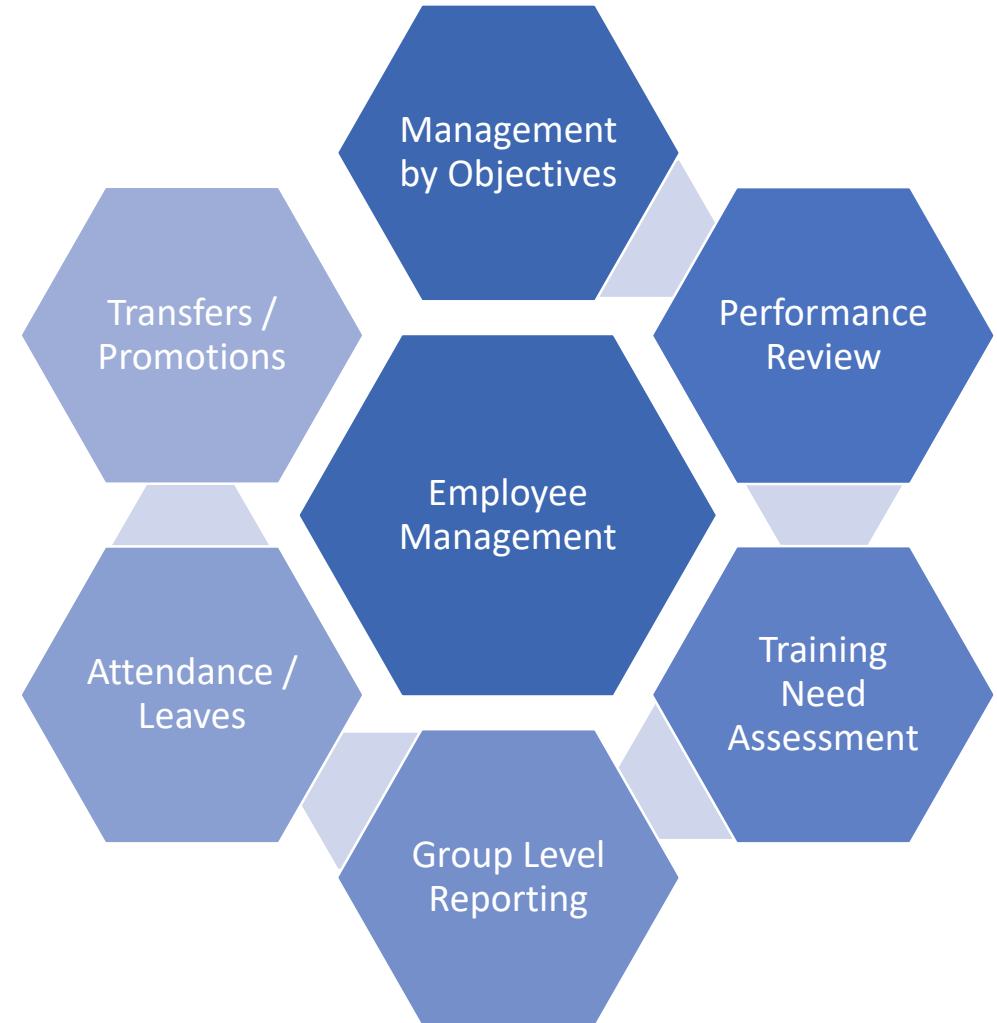 Management
by Objectives
Performance
Review
Training
Need
Assessment
Group Level
Reporting
Attendance /
Leaves
Transfers /
Promotions
Employee
Management